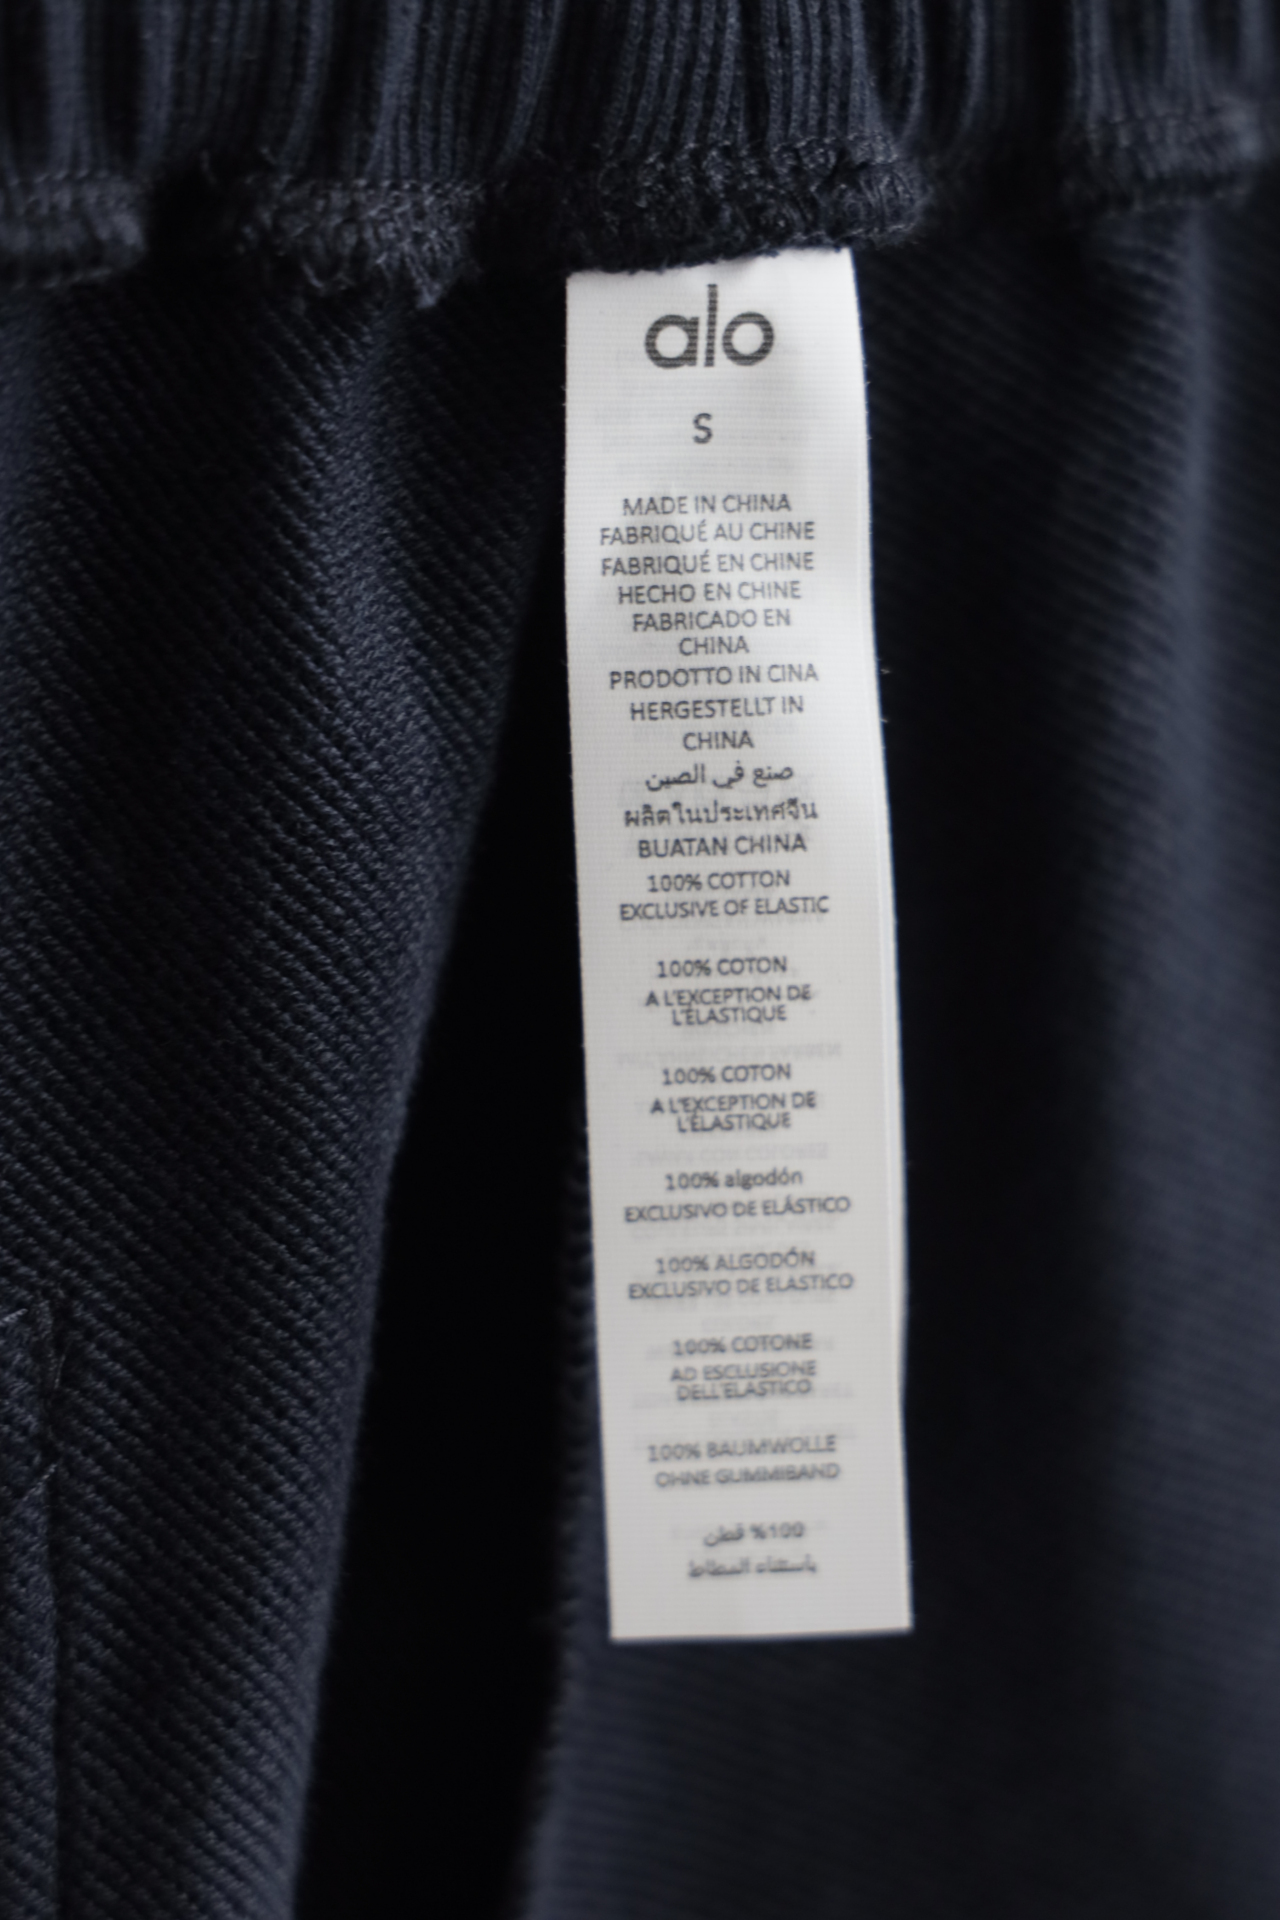 alo
S
MADE IN CHINA
FABRIQUÉ AU CHINE
FABRIQUÉ EN CHINE
HECHO EN CHINE
FABRICADO EN
CHINA
PRODOTTO IN CINA
HERGESTELLT IN
CHINA
صنع في الصين
ผลิตในประเทศจีน
BUATAN CHINA
100% COTTON
EXCLUSIVE OF ELASTIC
100% COTON
A L'EXCEPTION DE
L'ÉLASTIQUE
100% COTON
A L'EXCEPTION DE
L'ÉLASTIQUE
100% algodón
EXCLUSIVO DE ELÁSTICO
100% ALGODÓN
EXCLUSIVO DE ELASTICO
100% COTONE
AD ESCLUSIONE
DELL'ELASTICO
100% BAUMWOLLE
OHNE GUMMIBAND
100% قطن
باستثناء المطاط